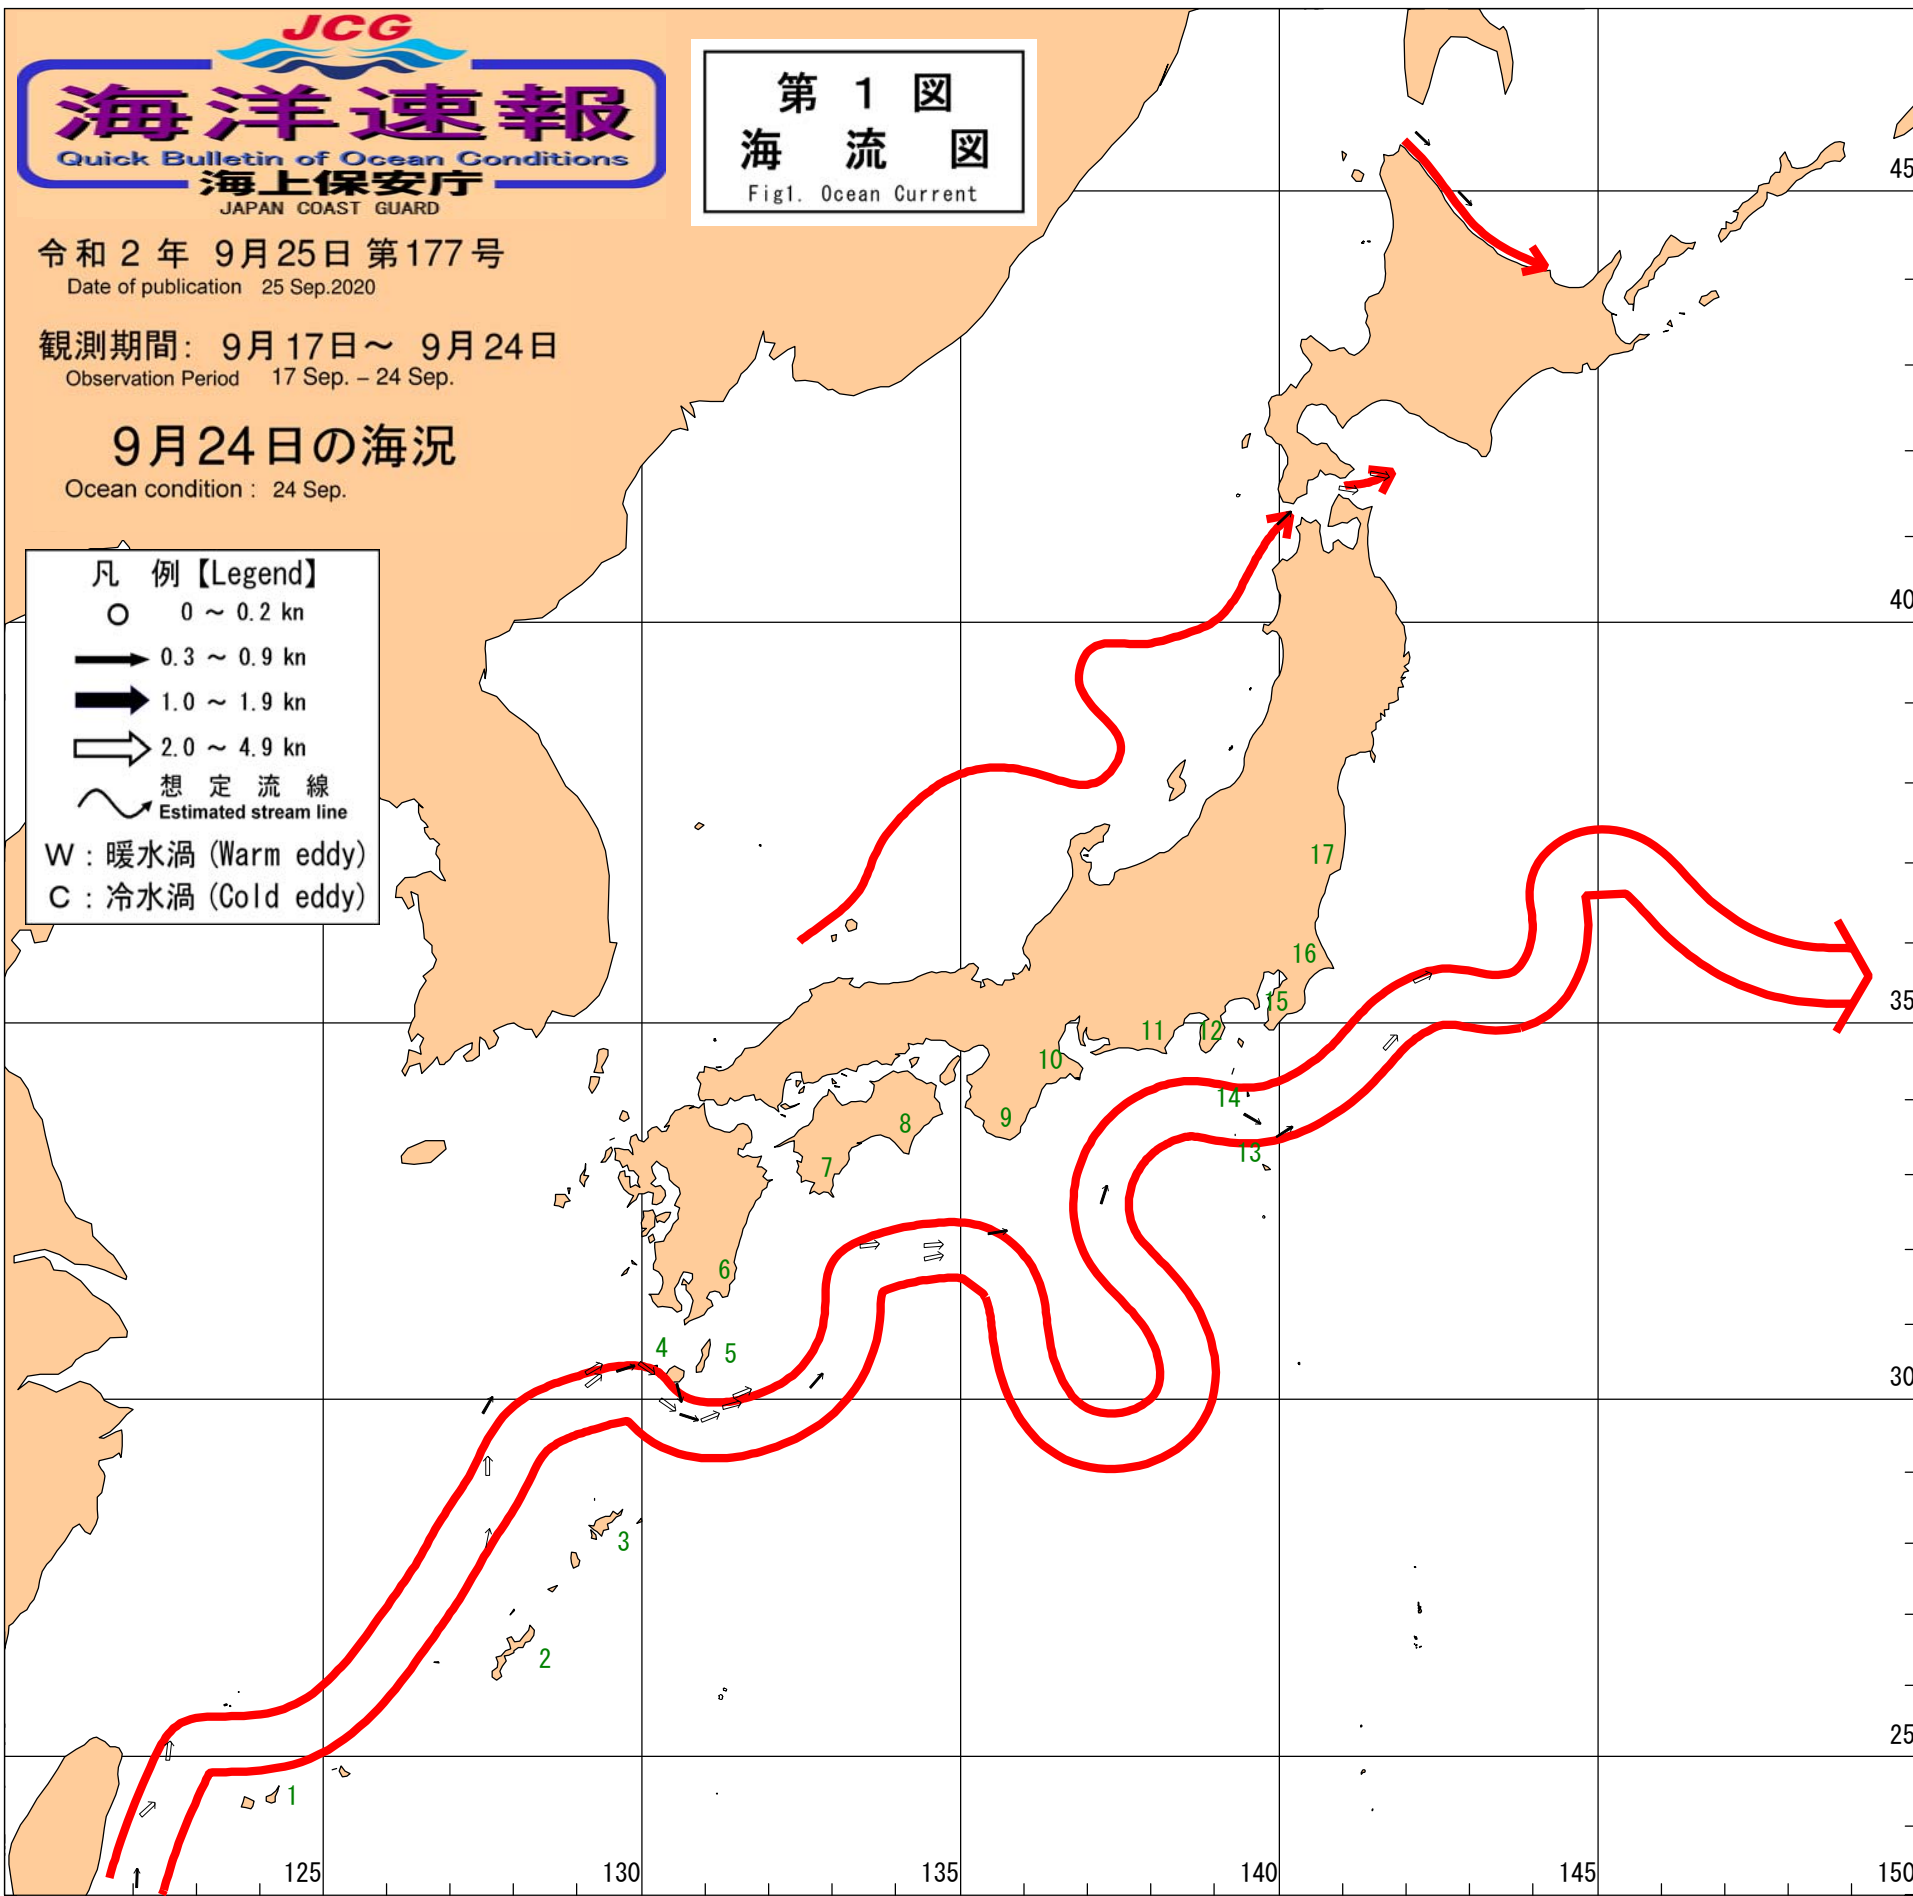 JCG
海洋速報
Quick Bulletin of Ocean Conditions
海上保安庁
JAPAN COAST GUARD
第 1 図
海 流 図
Fig1. Ocean Current
令和 2 年 9月25日 第177号
Date of publication 25 Sep.2020
観測期間: 9月17日～ 9月24日
Observation Period 17 Sep. – 24 Sep.
9月24日の海況
Ocean condition : 24 Sep.
凡 例【Legend】
0 ～ 0.2 kn
0.3 ～ 0.9 kn
1.0 ～ 1.9 kn
2.0 ～ 4.9 kn
想 定 流 線
Estimated stream line
W : 暖水渦 (Warm eddy)
C : 冷水渦 (Cold eddy)
45
40
17
16
15
35
11
12
10
14
9
8
13
7
6
4
5
30
3
2
25
1
125
130
135
140
145
150